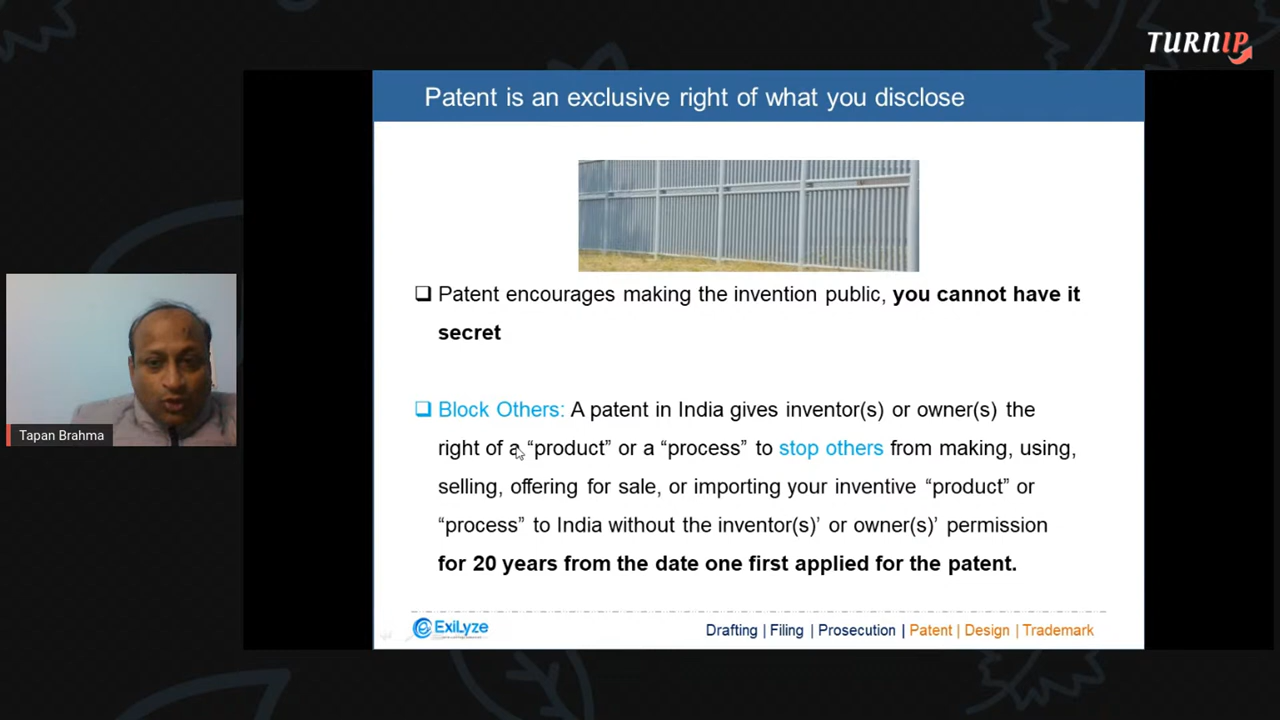 TURNIP
Patent is an exclusive right of what you disclose
❑ Patent encourages making the invention public, you cannot have it
secret
❑ Block Others: A patent in India gives inventor(s) or owner(s) the
right of a “product” or a “process” to stop others from making, using,
selling, offering for sale, or importing your inventive “product” or
“process” to India without the inventor(s)’ or owner(s)’ permission
for 20 years from the date one first applied for the patent.
Tapan Brahma
ExiLyze
Drafting | Filing | Prosecution | Patent | Design | Trademark